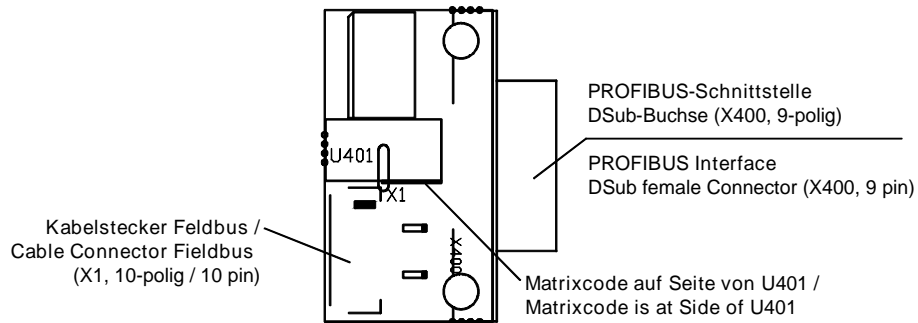 PROFIBUS-Schnittstelle
DSub-Buchse (X400, 9-polig)
PROFIBUS Interface
DSub female Connector (X400, 9 pin)
U401
X1
X400
Kabelstecker Feldbus /
Cable Connector Fieldbus
(X1, 10-polig / 10 pin)
Matrixcode auf Seite von U401 /
Matrixcode is at Side of U401